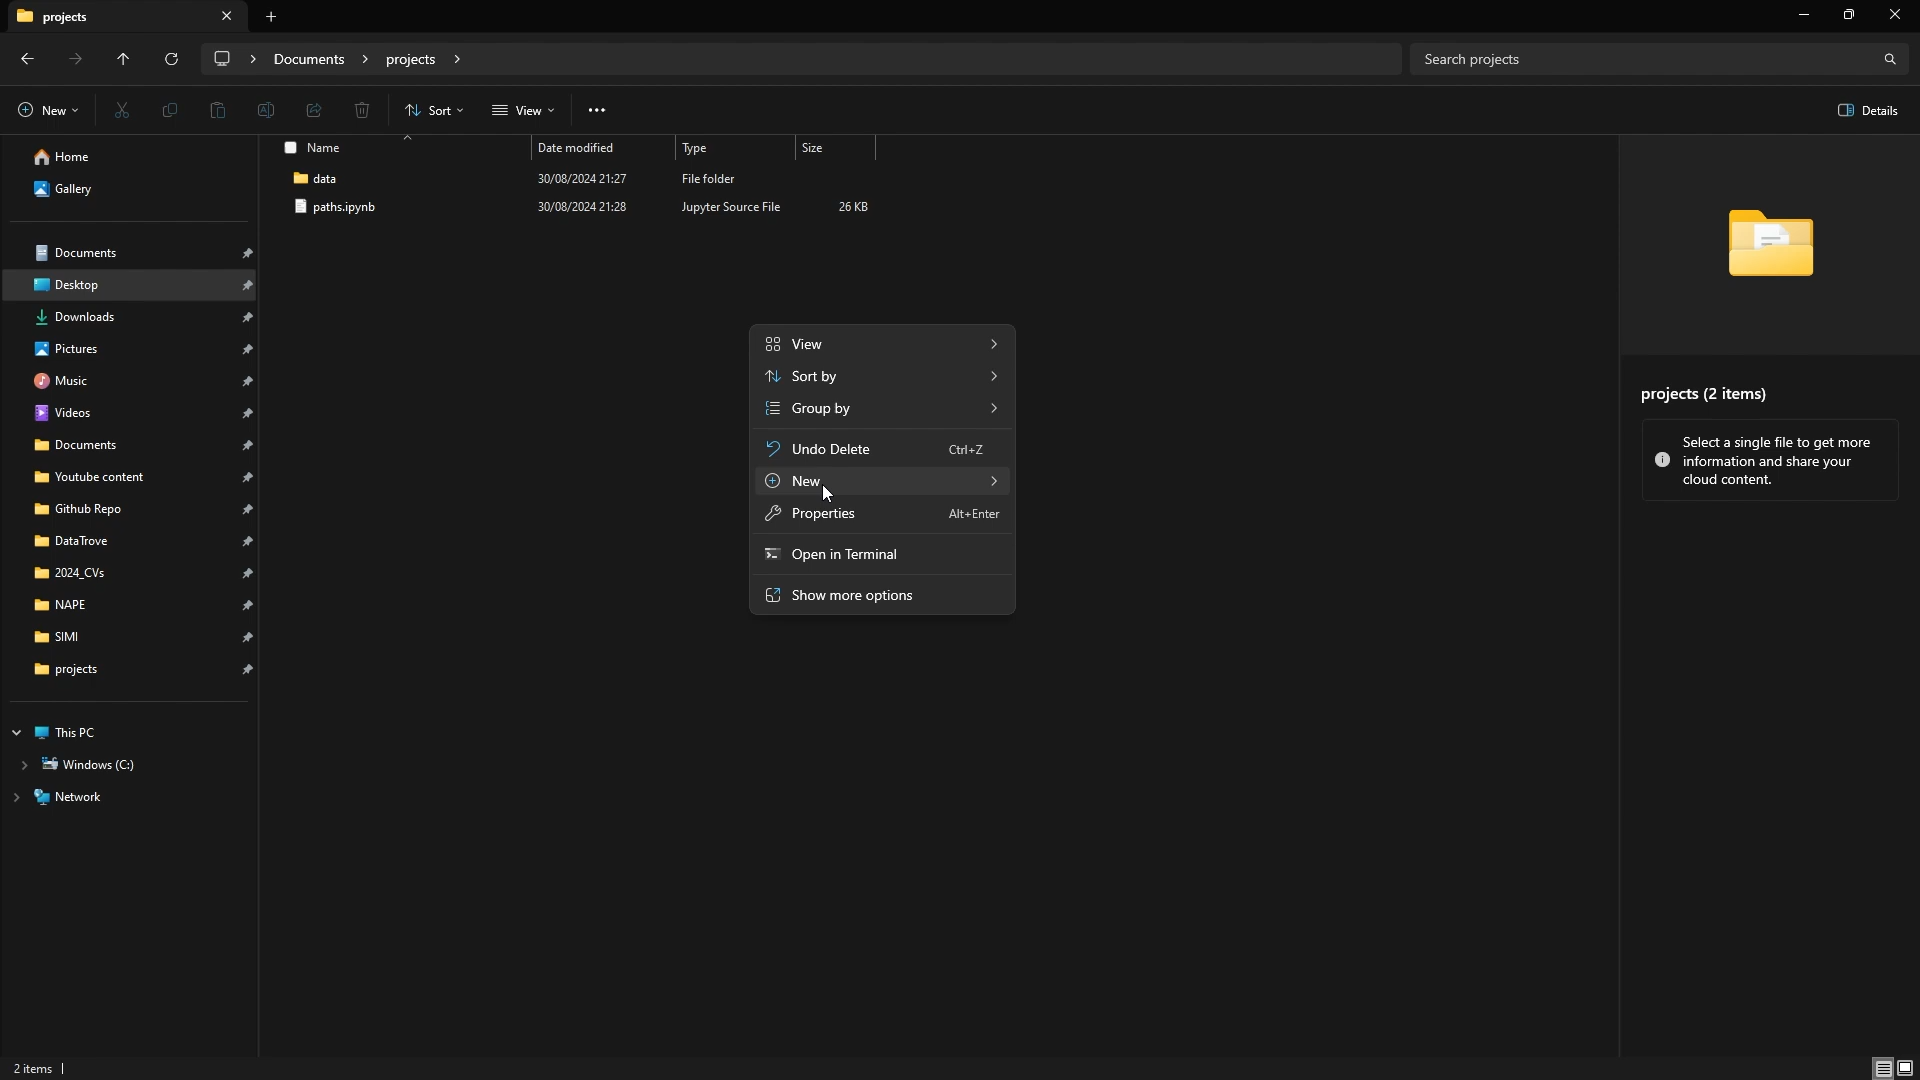 projects
Documents > projects >
Search projects
New
Sort
View
Details
Home
Gallery
Documents
Desktop
Downloads
Pictures
Music
Videos
Documents
Youtube content
Github Repo
DataTrove
2024_CVs
NAPE
SIMI
projects
This PC
Windows (C:)
Network
Name Date modified Type Size
data 30/08/2024 21:27 File folder
paths.ipynb 30/08/2024 21:28 Jupyter Source File 26 KB
View
Sort by
Group by
Undo Delete Ctrl+Z
New
Properties Alt+Enter
Open in Terminal
Show more options
projects (2 items)
Select a single file to get more
information and share your
cloud content.
2 items